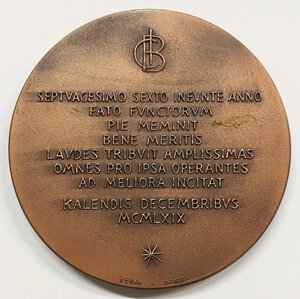 SEPTVAGESIMO SEXTO INEVNTE ANNO
FATO FVNCTORVM
PIE MEMINIT
BENE MERITIS
LAVDES TRIBVIT AMPLISSIMAS
OMNES PRO IPSA OPERANTES
AD MELIORA INCITAT
KALENDIS DECEMBRIBVS
MCMLXIX